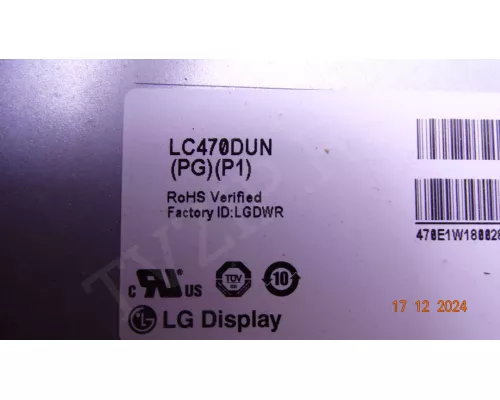 LC470DUN
(PG)(P1)
RoHS Verified
Factory ID:LGDWR
c us
TÜV
10
LG Display
17 12 2024